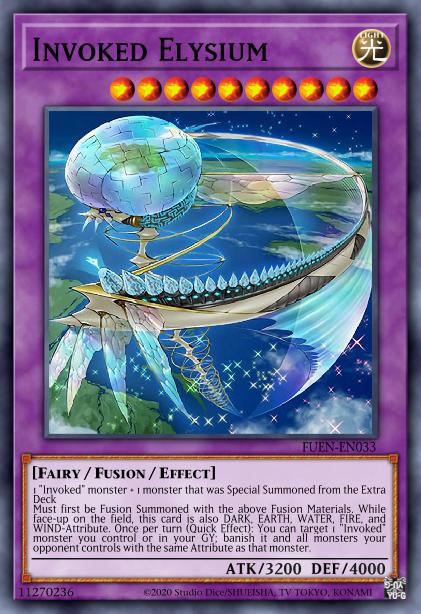 INVOKED ELYSIUM
LIGHT
光
FUEN-EN033
[FAIRY / FUSION / EFFECT]
1 "Invoked" monster + 1 monster that was Special Summoned from the Extra
Deck
Must first be Fusion Summoned with the above Fusion Materials. While
face-up on the field, this card is also DARK, EARTH, WATER, FIRE, and
WIND-Attribute. Once per turn (Quick Effect): You can target 1 "Invoked"
monster you control or in your GY; banish it and all monsters your
opponent controls with the same Attribute as that monster.
ATK/3200 DEF/4000
11270236
©2020 Studio Dice/SHUEISHA, TV TOKYO, KONAMI